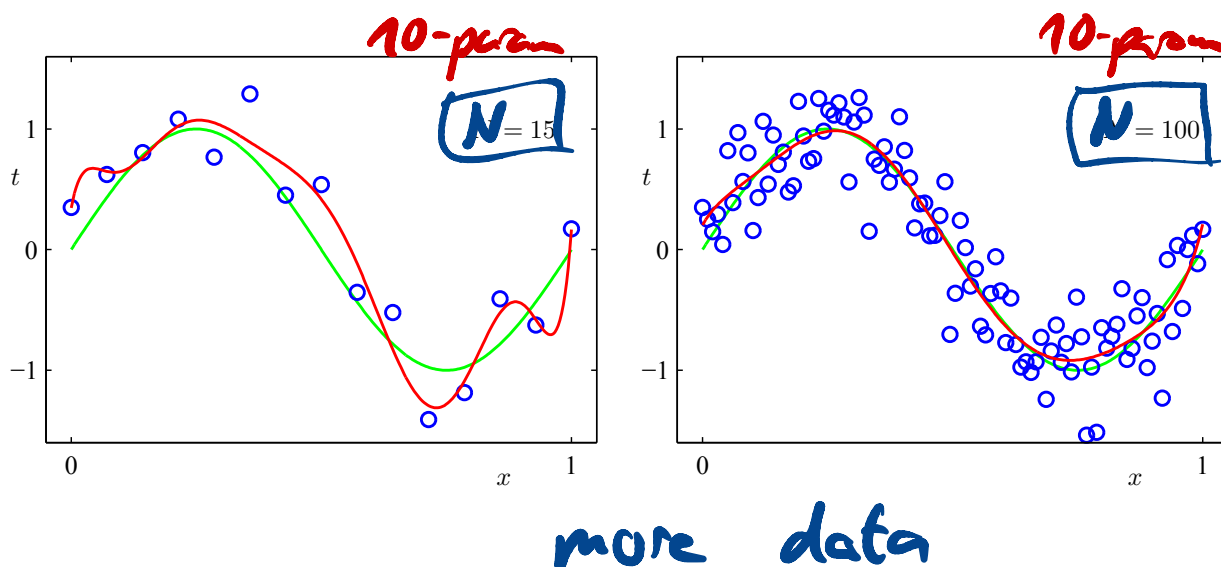 10-param 10-param
N = 15 N = 100
1 1
t t
0 0
−1 −1
0 1 0 1
x x
more data